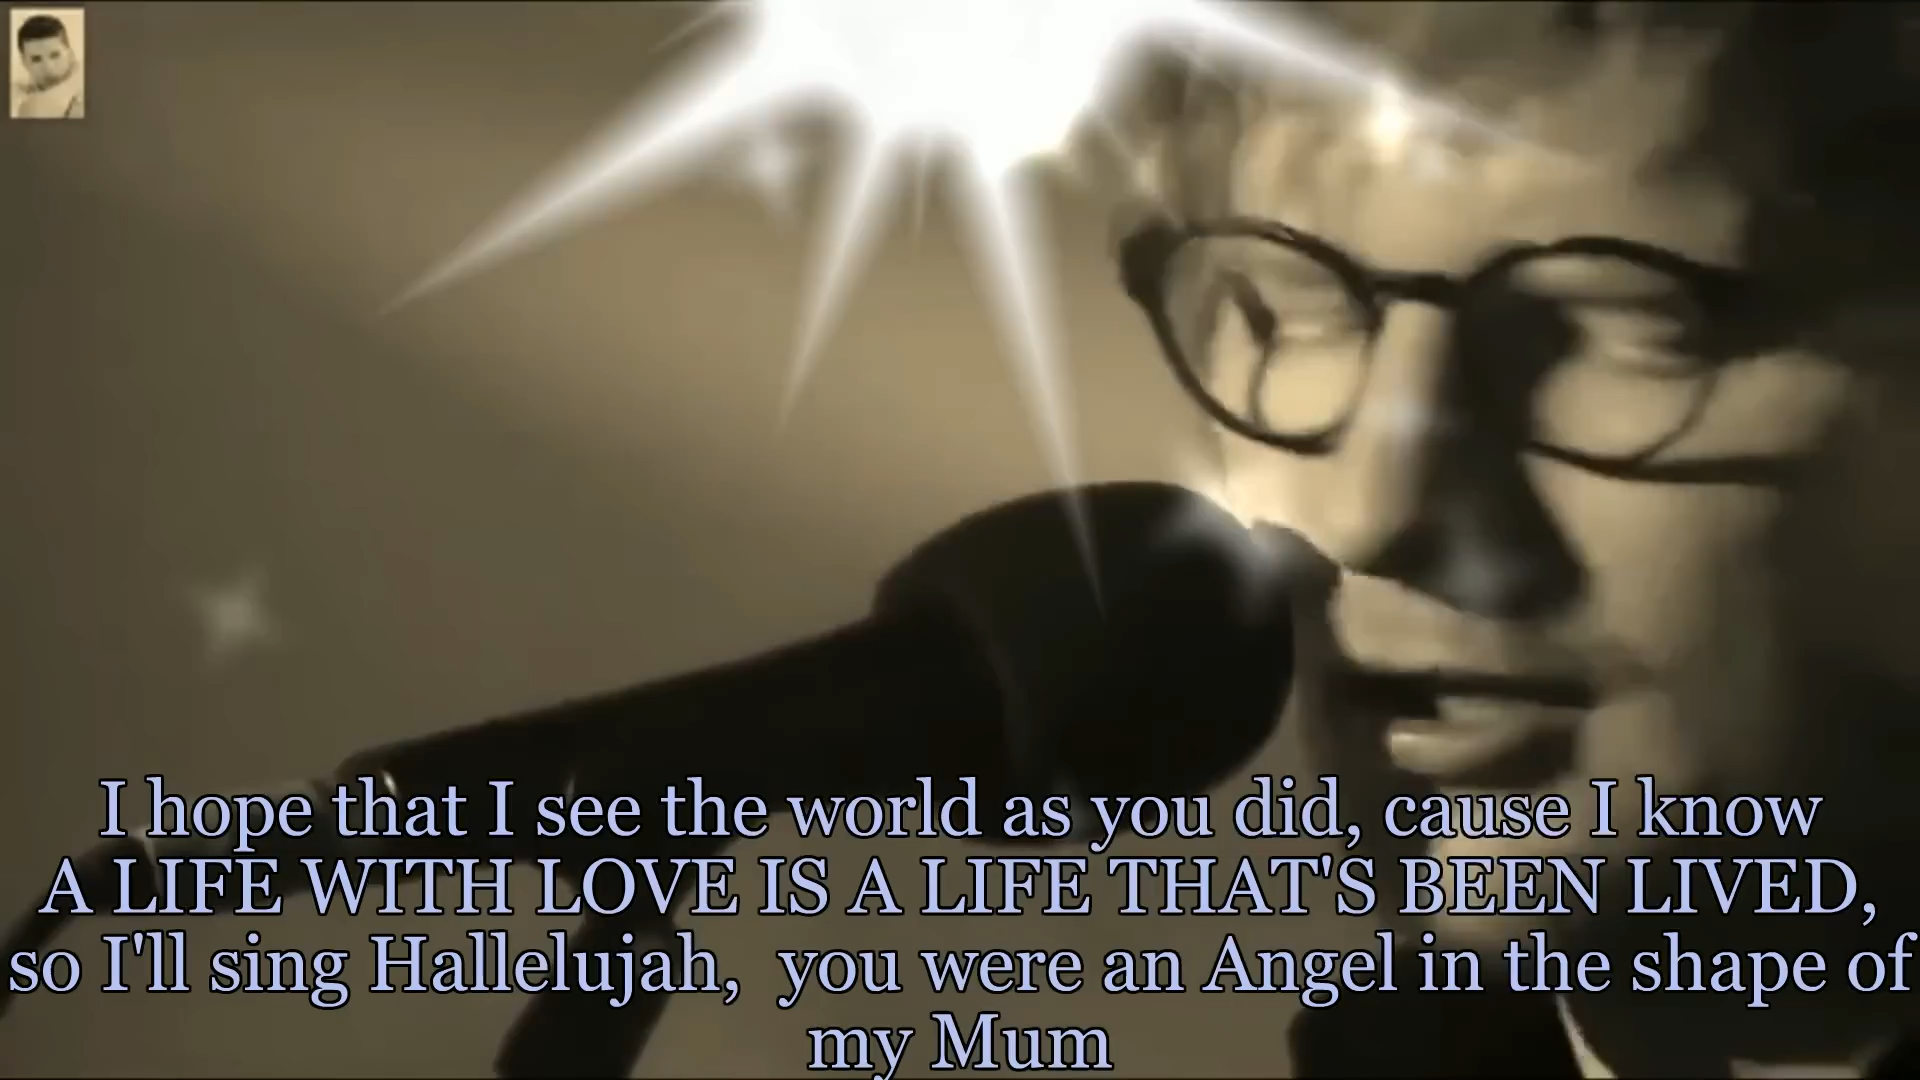 I hope that I see the world as you did, cause I know
A LIFE WITH LOVE IS A LIFE THAT'S BEEN LIVED,
so I'll sing Hallelujah,  you were an Angel in the shape of
my Mum